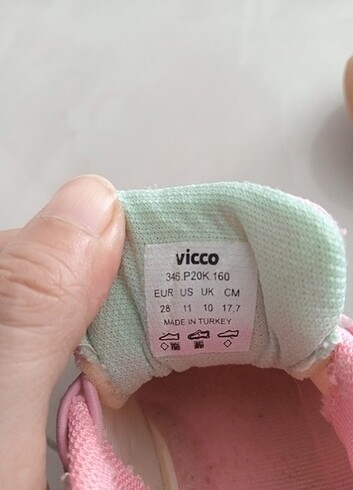 vicco
346.P20K.160
EUR US UK CM
28 11 10 17,7
MADE IN TURKEY